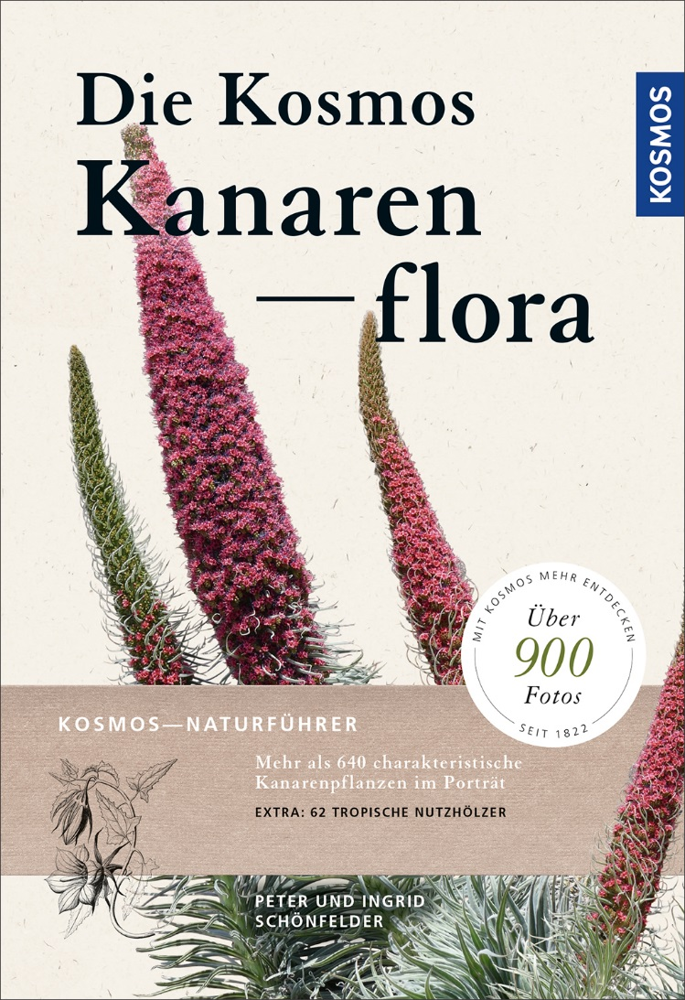 Die Kosmos
Kanaren
—flora
KOSMOS
MIT KOSMOS MEHR ENTDECKEN
Über
900
Fotos
SEIT 1822
KOSMOS—NATURFÜHRER
Mehr als 640 charakteristische
Kanarenpflanzen im Porträt
EXTRA: 62 TROPISCHE NUTZHÖLZER
PETER UND INGRID
SCHÖNFELDER